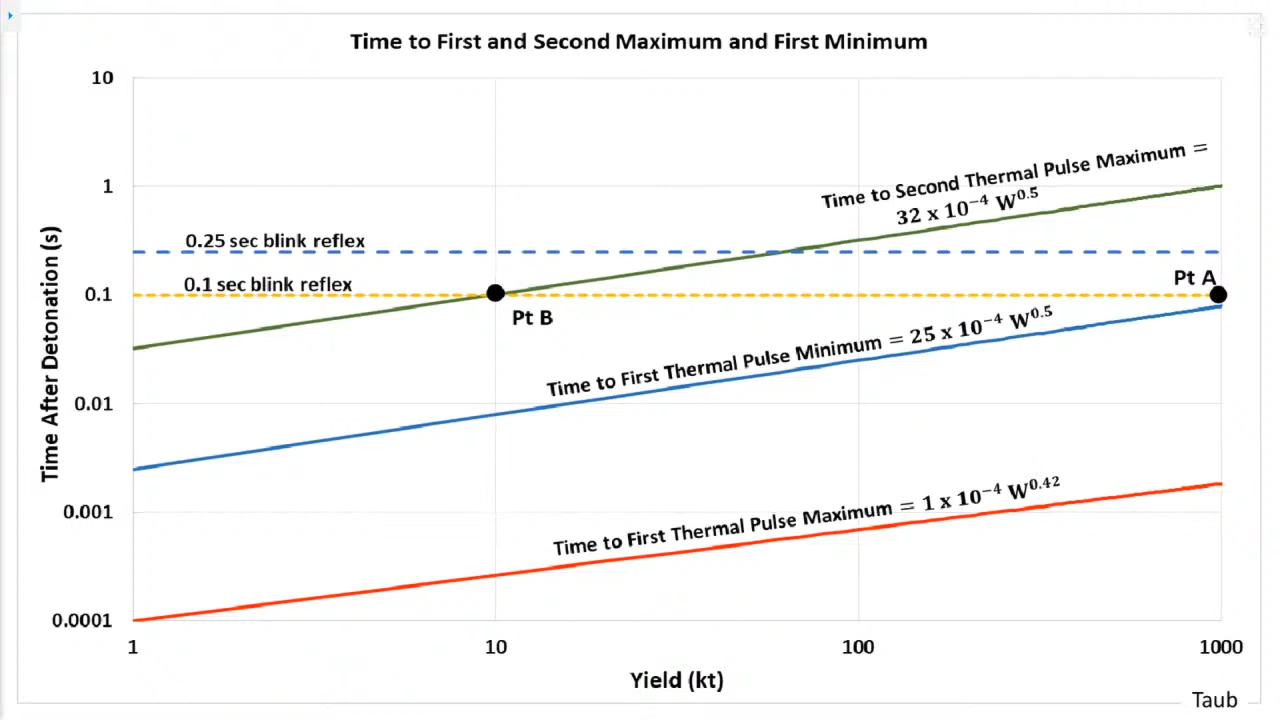 Time to First and Second Maximum and First Minimum
10
1
0.1
0.01
0.001
0.0001
Time After Detonation (s)
Time to Second Thermal Pulse Maximum =
32 x 10⁻⁴ W⁰·⁵
0.25 sec blink reflex
0.1 sec blink reflex
Pt A
Pt B
Time to First Thermal Pulse Minimum = 25 x 10⁻⁴ W⁰·⁵
Time to First Thermal Pulse Maximum = 1 x 10⁻⁴ W⁰·⁴²
1
10
100
1000
Yield (kt)
Taub